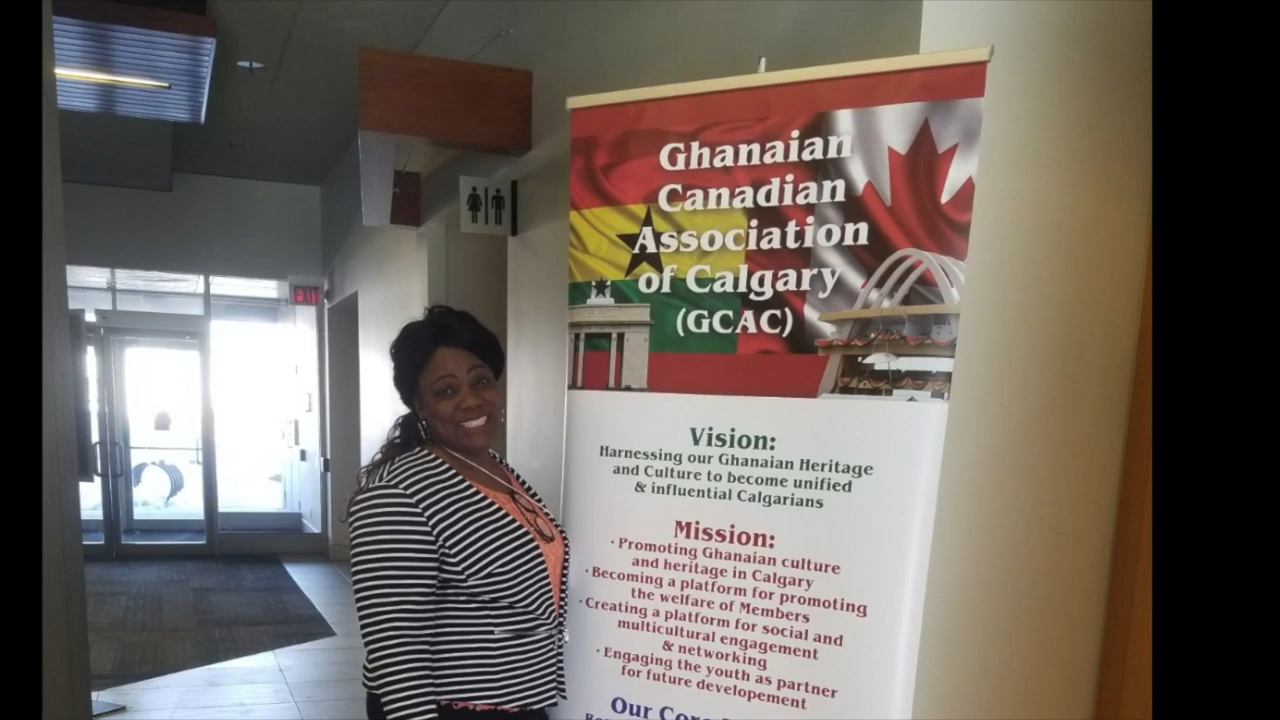 EXIT
Ghanaian
Canadian
Association
of Calgary
(GCAC)
Vision:
Harnessing our Ghanaian Heritage
and Culture to become unified
& influential Calgarians
Mission:
· Promoting Ghanaian culture
and heritage in Calgary
· Becoming a platform for promoting
the welfare of Members
· Creating a platform for social and
multicultural engagement
& networking
· Engaging the youth as partner
for future developement
Our